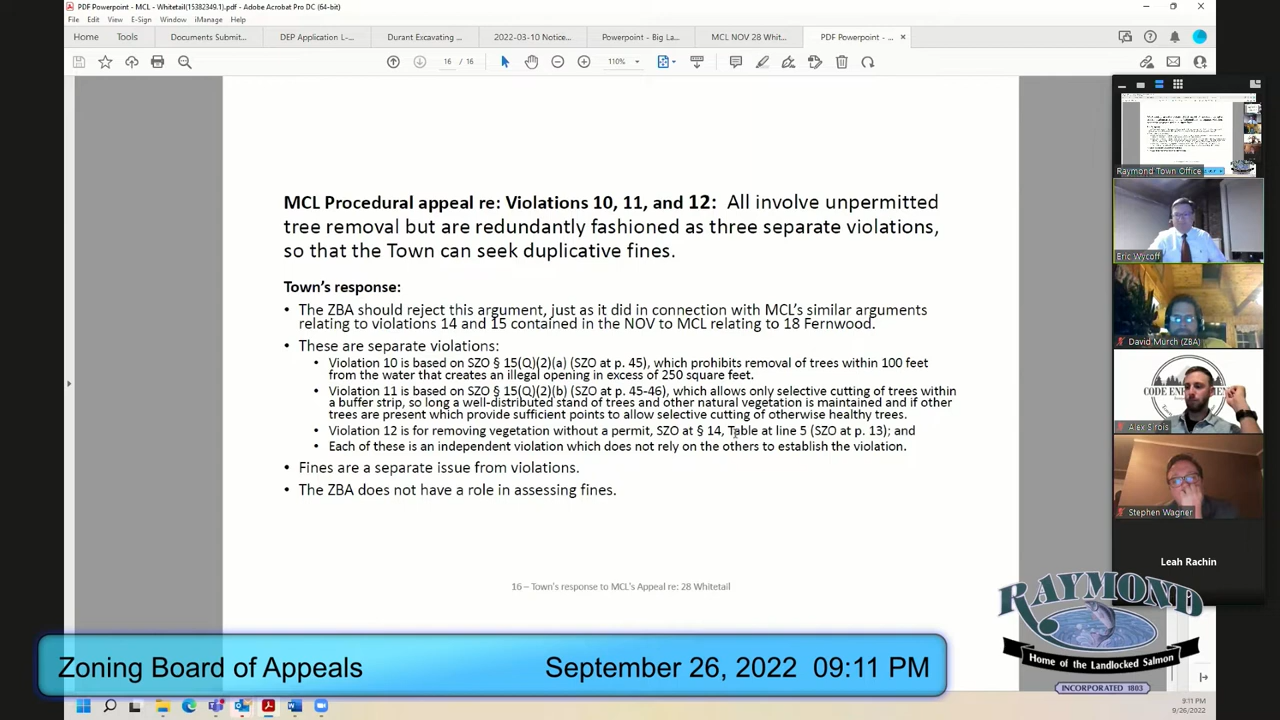 PDF Powerpoint - MCL - Whitetail(15382349.1).pdf - Adobe Acrobat Pro DC (64-bit)
File Edit View E-Sign Window iManage Help
Home Tools Documents Submit... DEP Application L-... Durant Excavating ... 2022-03-10 Notice... Powerpoint - Big La... MCL NOV 28 Whit... PDF Powerpoint - ...
16 / 16 110%
MCL Procedural appeal re: Violations 10, 11, and 12: All involve unpermitted
tree removal but are redundantly fashioned as three separate violations,
so that the Town can seek duplicative fines.
Town's response:
• The ZBA should reject this argument, just as it did in connection with MCL's similar arguments
relating to violations 14 and 15 contained in the NOV to MCL relating to 18 Fernwood.
• These are separate violations:
• Violation 10 is based on SZO § 15(Q)(2)(a) (SZO at p. 45), which prohibits removal of trees within 100 feet
from the water that creates an illegal opening in excess of 250 square feet.
• Violation 11 is based on SZO § 15(Q)(2)(b) (SZO at p. 45-46), which allows only selective cutting of trees within
a buffer strip, so long a well distributed stand of trees and other natural vegetation is maintained and if other
trees are present which provide sufficient points to allow selective cutting of otherwise healthy trees.
• Violation 12 is for removing vegetation without a permit, SZO at § 14, Table at line 5 (SZO at p. 13); and
• Each of these is an independent violation which does not rely on the others to establish the violation.
• Fines are a separate issue from violations.
• The ZBA does not have a role in assessing fines.
16 – Town's response to MCL's Appeal re: 28 Whitetail
Raymond Town Office
Eric Wycoff
David Murch (ZBA)
CODE EN
Alex Sirois
Stephen Wagner
Leah Rachin
RAYMOND
Home of the Landlocked Salmon
INCORPORATED 1803
Zoning Board of Appeals September 26, 2022 09:11 PM
9:11 PM
9/26/2022